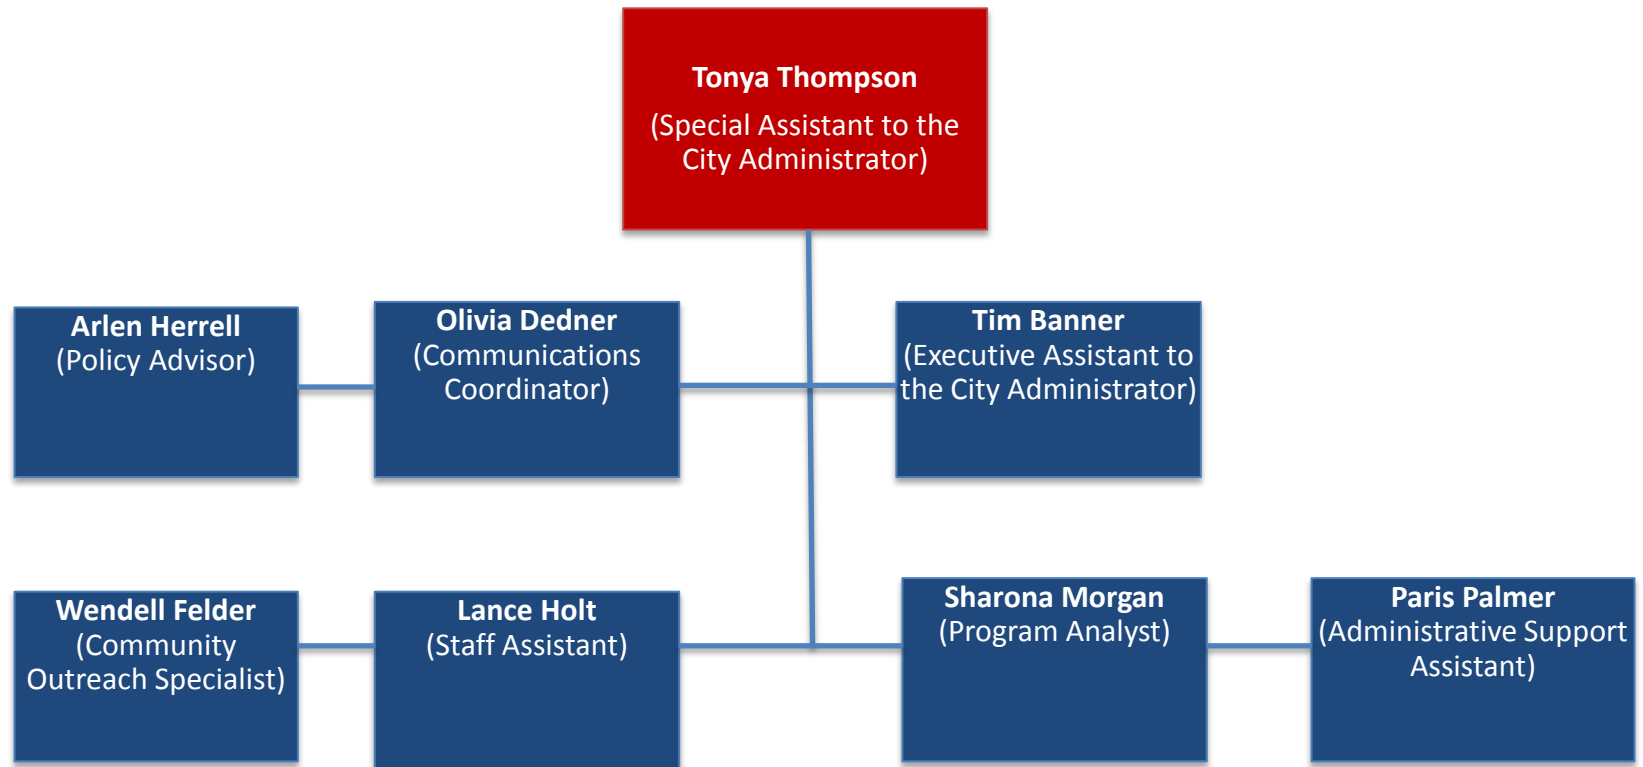 Tonya Thompson
(Special Assistant to the
City Administrator)
Arlen Herrell
(Policy Advisor)
Olivia Dedner
(Communications
Coordinator)
Tim Banner
(Executive Assistant to
the City Administrator)
Wendell Felder
(Community
Outreach Specialist)
Lance Holt
(Staff Assistant)
Sharona Morgan
(Program Analyst)
Paris Palmer
(Administrative Support
Assistant)